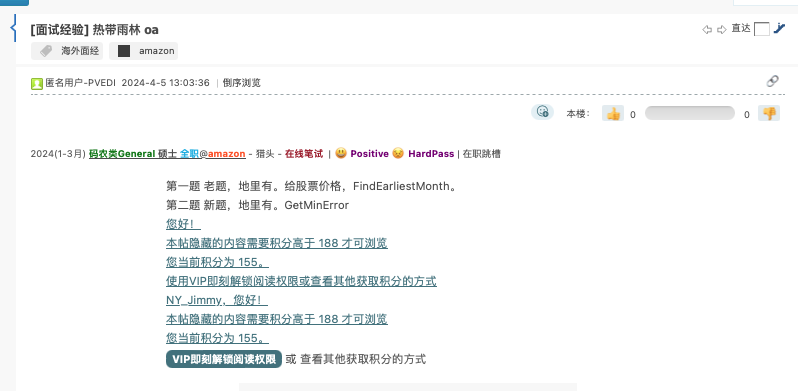 [面试经验] 热带雨林 oa
直达
海外面经 amazon
匿名用户-PVEDI 2024-4-5 13:03:36 | 倒序浏览
本楼： 0 0
2024(1-3月) 码农类General 硕士 全职@amazon - 猎头 - 在线笔试 | 😃 Positive 😉 HardPass | 在职跳槽
第一题 老题，地里有。给股票价格，FindEarliestMonth。
第二题 新题，地里有。GetMinError
您好！
本帖隐藏的内容需要积分高于 188 才可浏览
您当前积分为 155。
使用VIP即刻解锁阅读权限或查看其他获取积分的方式
NY_Jimmy，您好！
本帖隐藏的内容需要积分高于 188 才可浏览
您当前积分为 155。
VIP即刻解锁阅读权限 或 查看其他获取积分的方式